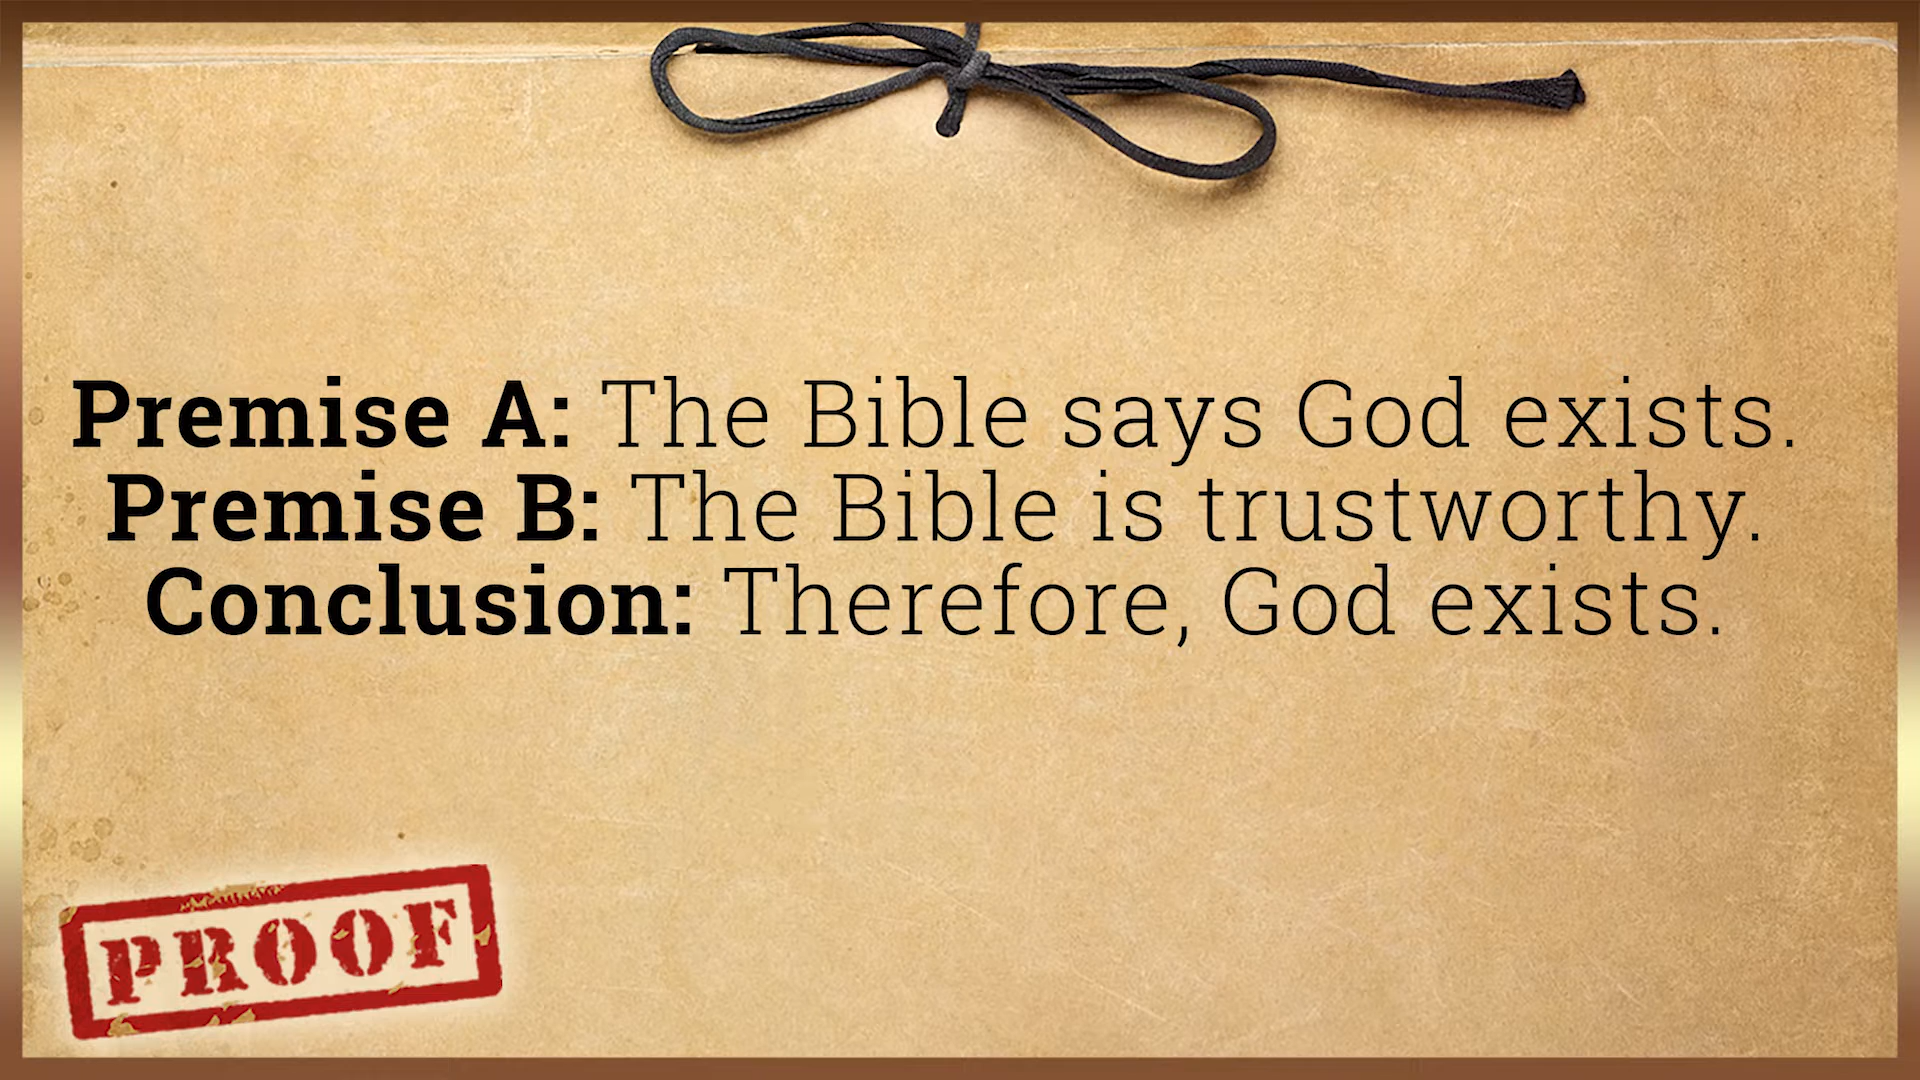 Premise A: The Bible says God exists.
Premise B: The Bible is trustworthy.
Conclusion: Therefore, God exists.
PROOF